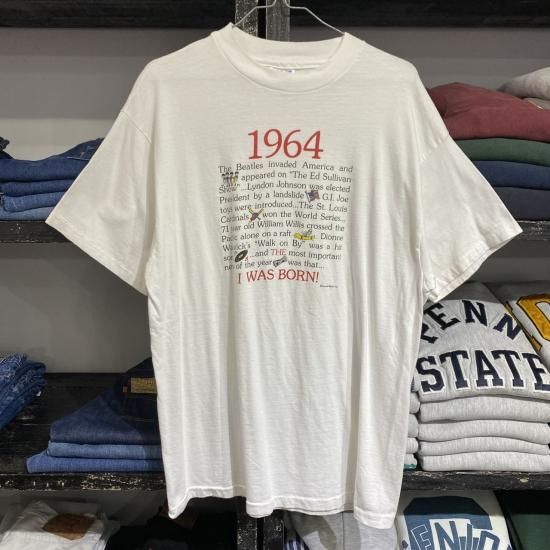 1964
The Beatles invaded America and
appeared on "The Ed Sullivan
Show"...Lyndon Johnson was elected
President by a landslide G.I. Joe
toys were introduced...The St. Louis
Cardinals won the World Series...
71 year old William Willis crossed the
Pacific alone on a raft Dionne
Warwick's "Walk on By" was a hit
song...and THE most important
news of the year was that...
I WAS BORN!
PENN
STATE